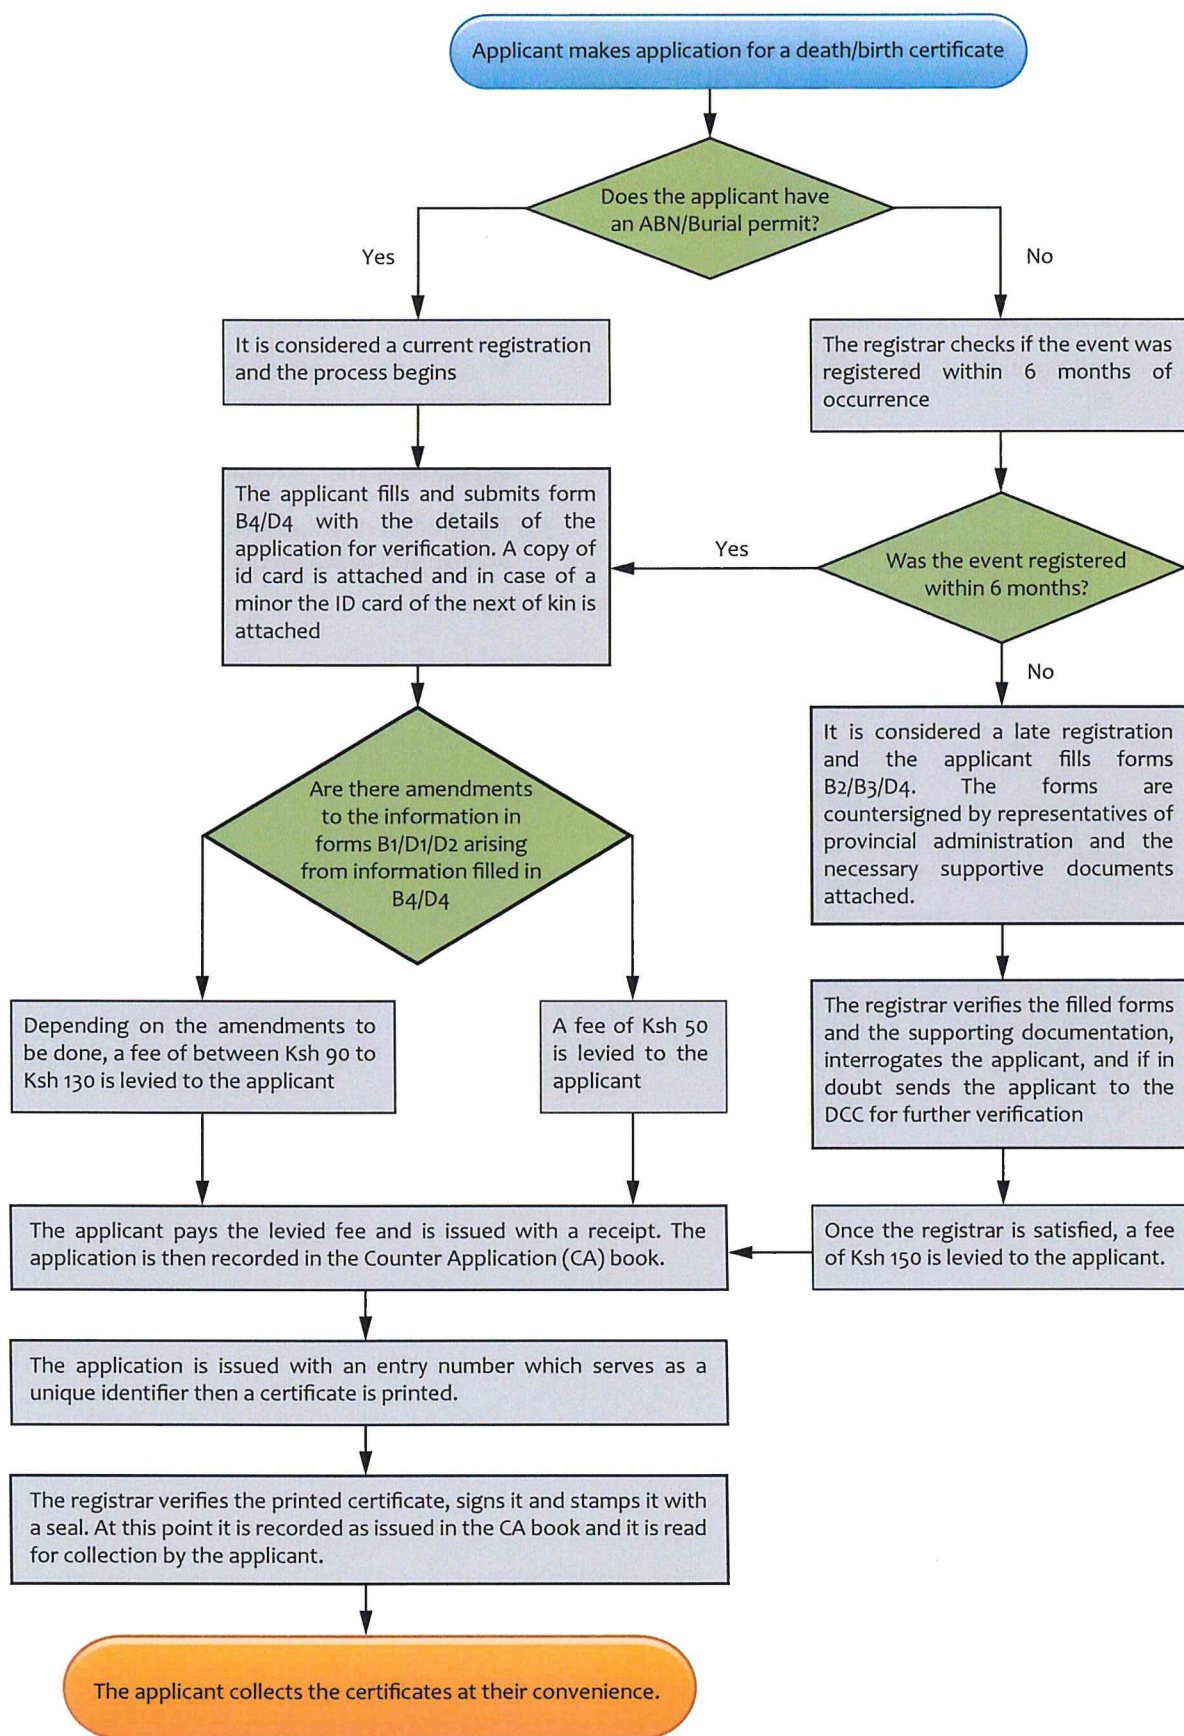 Applicant makes application for a death/birth certificate
Does the applicant have
an ABN/Burial permit?
Yes
No
It is considered a current registration
and the process begins
The registrar checks if the event was
registered within 6 months of
occurrence
The applicant fills and submits form
B4/D4 with the details of the
application for verification. A copy of
id card is attached and in case of a
minor the ID card of the next of kin is
attached
Yes
Was the event registered
within 6 months?
No
It is considered a late registration
and the applicant fills forms
B2/B3/D4. The forms are
countersigned by representatives of
provincial administration and the
necessary supportive documents
attached.
Are there amendments
to the information in
forms B1/D1/D2 arising
from information filled in
B4/D4
Depending on the amendments to
be done, a fee of between Ksh 90 to
Ksh 130 is levied to the applicant
A fee of Ksh 50
is levied to the
applicant
The registrar verifies the filled forms
and the supporting documentation,
interrogates the applicant, and if in
doubt sends the applicant to the
DCC for further verification
The applicant pays the levied fee and is issued with a receipt. The
application is then recorded in the Counter Application (CA) book.
Once the registrar is satisfied, a fee
of Ksh 150 is levied to the applicant.
The application is issued with an entry number which serves as a
unique identifier then a certificate is printed.
The registrar verifies the printed certificate, signs it and stamps it with
a seal. At this point it is recorded as issued in the CA book and it is read
for collection by the applicant.
The applicant collects the certificates at their convenience.